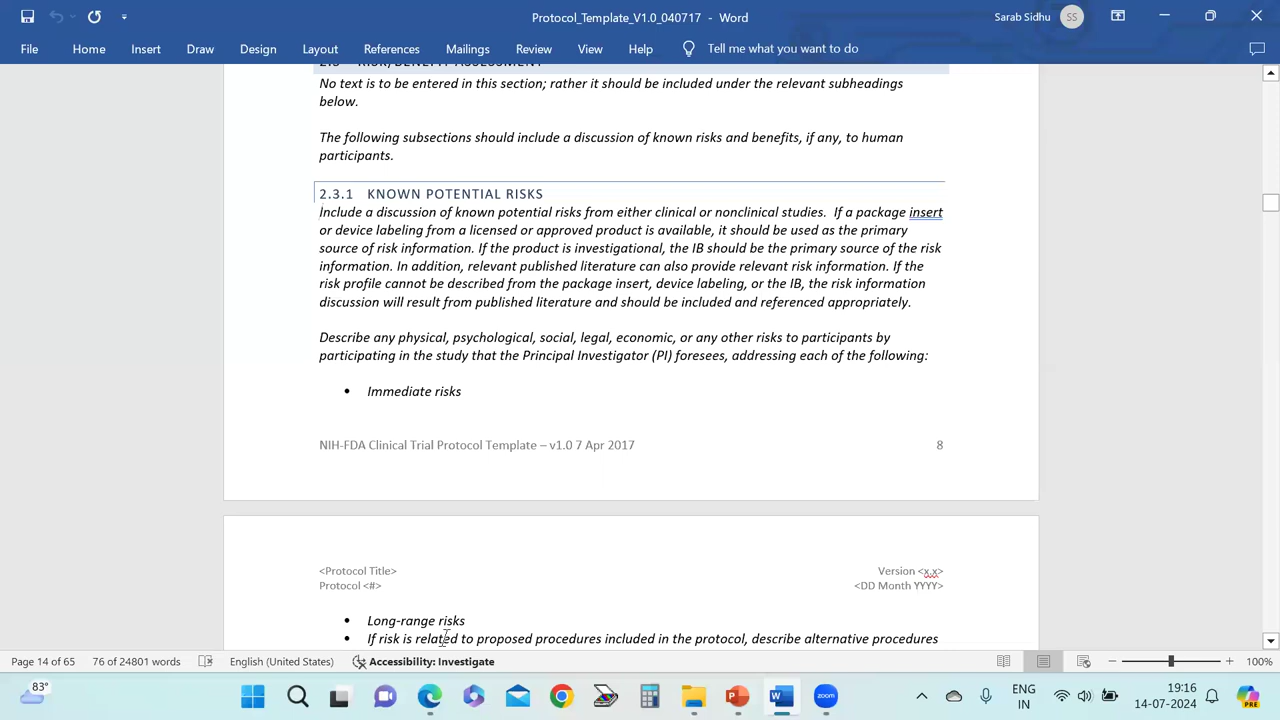 Protocol_Template_V1.0_040717 - Word
Sarab Sidhu SS
File Home Insert Draw Design Layout References Mailings Review View Help Tell me what you want to do
2.3 RISK/BENEFIT ASSESSMENT
No text is to be entered in this section; rather it should be included under the relevant subheadings
below.
The following subsections should include a discussion of known risks and benefits, if any, to human
participants.
2.3.1 KNOWN POTENTIAL RISKS
Include a discussion of known potential risks from either clinical or nonclinical studies. If a package insert
or device labeling from a licensed or approved product is available, it should be used as the primary
source of risk information. If the product is investigational, the IB should be the primary source of the risk
information. In addition, relevant published literature can also provide relevant risk information. If the
risk profile cannot be described from the package insert, device labeling, or the IB, the risk information
discussion will result from published literature and should be included and referenced appropriately.
Describe any physical, psychological, social, legal, economic, or any other risks to participants by
participating in the study that the Principal Investigator (PI) foresees, addressing each of the following:
• Immediate risks
NIH-FDA Clinical Trial Protocol Template – v1.0 7 Apr 2017 8
<Protocol Title> Version <x.x>
Protocol <#> <DD Month YYYY>
• Long-range risks
• If risk is related to proposed procedures included in the protocol, describe alternative procedures
Page 14 of 65 76 of 24801 words English (United States) Accessibility: Investigate 100%
83° ENG 19:16
IN 14-07-2024 PRE